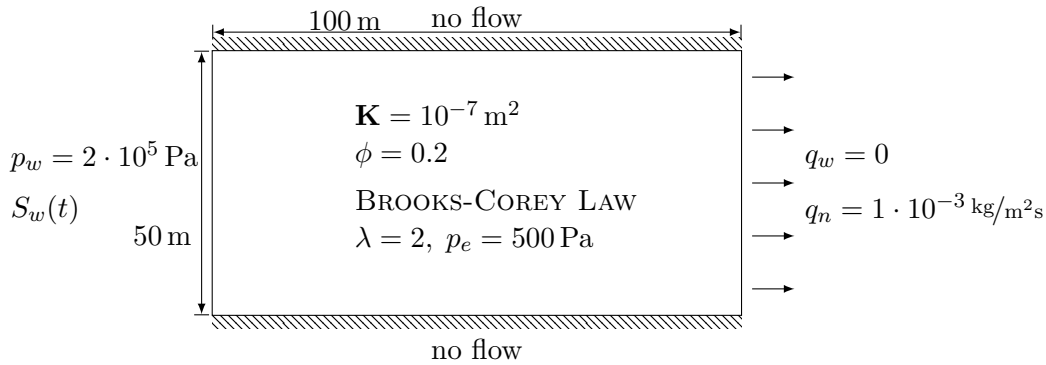 100 m no flow
K = 10⁻⁷ m²
ϕ = 0.2
p_w = 2 · 10⁵ Pa
q_w = 0
BROOKS-COREY LAW
S_w(t)
q_n = 1 · 10⁻³ kg/m²s
50 m
λ = 2, p_e = 500 Pa
no flow